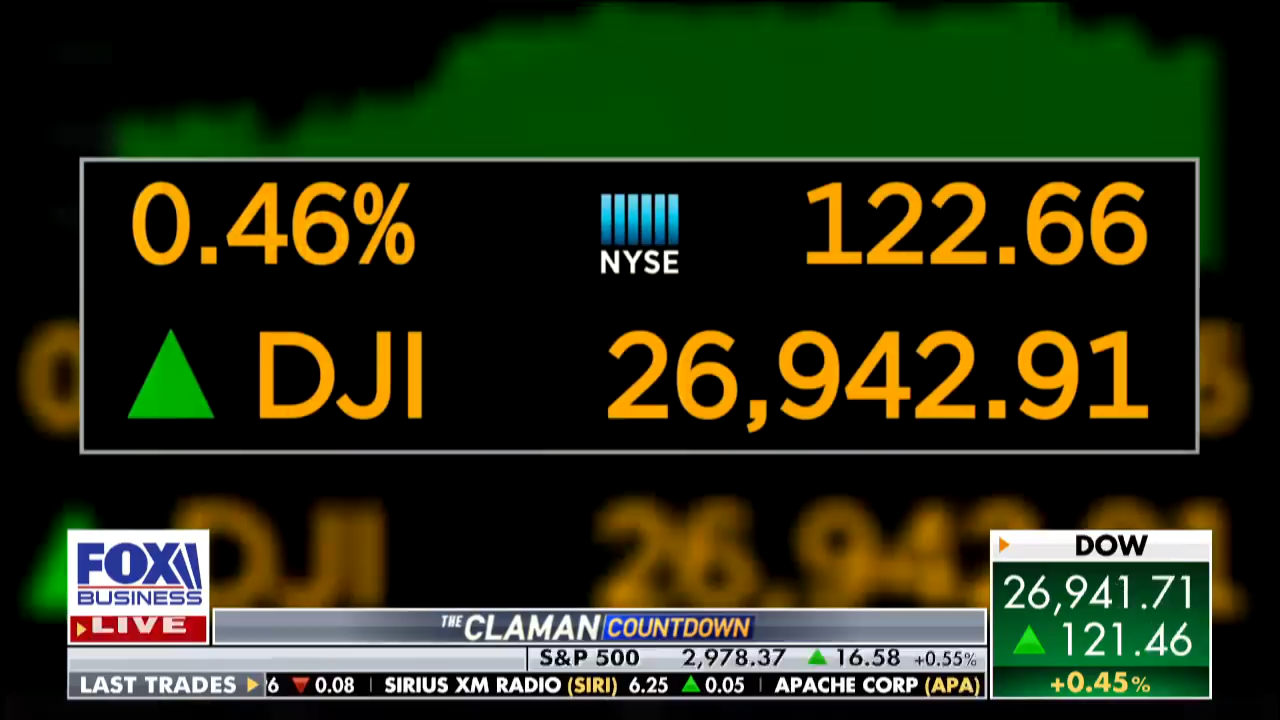 0.46% NYSE 122.66
▲ DJI 26,942.91
FOX BUSINESS
LIVE
THE CLAMAN COUNTDOWN
DOW
26,941.71
▲ 121.46
+0.45%
S&P 500 2,978.37 ▲ 16.58 +0.55%
LAST TRADES 6 ▼ 0.08 | SIRIUS XM RADIO (SIRI) 6.25 ▲ 0.05 | APACHE CORP (APA)